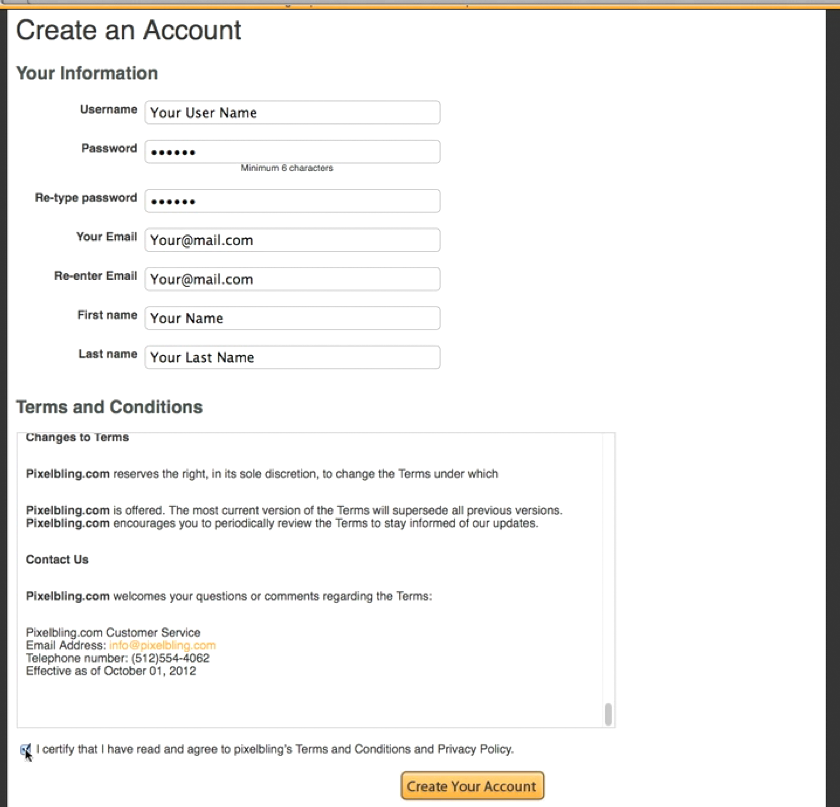 Create an Account
Your Information
Username Your User Name
Password ••••••
Minimum 6 characters
Re-type password ••••••
Your Email Your@mail.com
Re-enter Email Your@mail.com
First name Your Name
Last name Your Last Name
Terms and Conditions
Changes to Terms
Pixelbling.com reserves the right, in its sole discretion, to change the Terms under which
Pixelbling.com is offered. The most current version of the Terms will supersede all previous versions.
Pixelbling.com encourages you to periodically review the Terms to stay informed of our updates.
Contact Us
Pixelbling.com welcomes your questions or comments regarding the Terms:
Pixelbling.com Customer Service
Email Address: info@pixelbling.com
Telephone number: (512)554-4062
Effective as of October 01, 2012
I certify that I have read and agree to pixelbling's Terms and Conditions and Privacy Policy.
Create Your Account